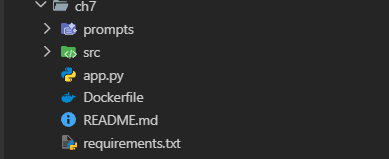 ch7
prompts
src
app.py
Dockerfile
README.md
requirements.txt